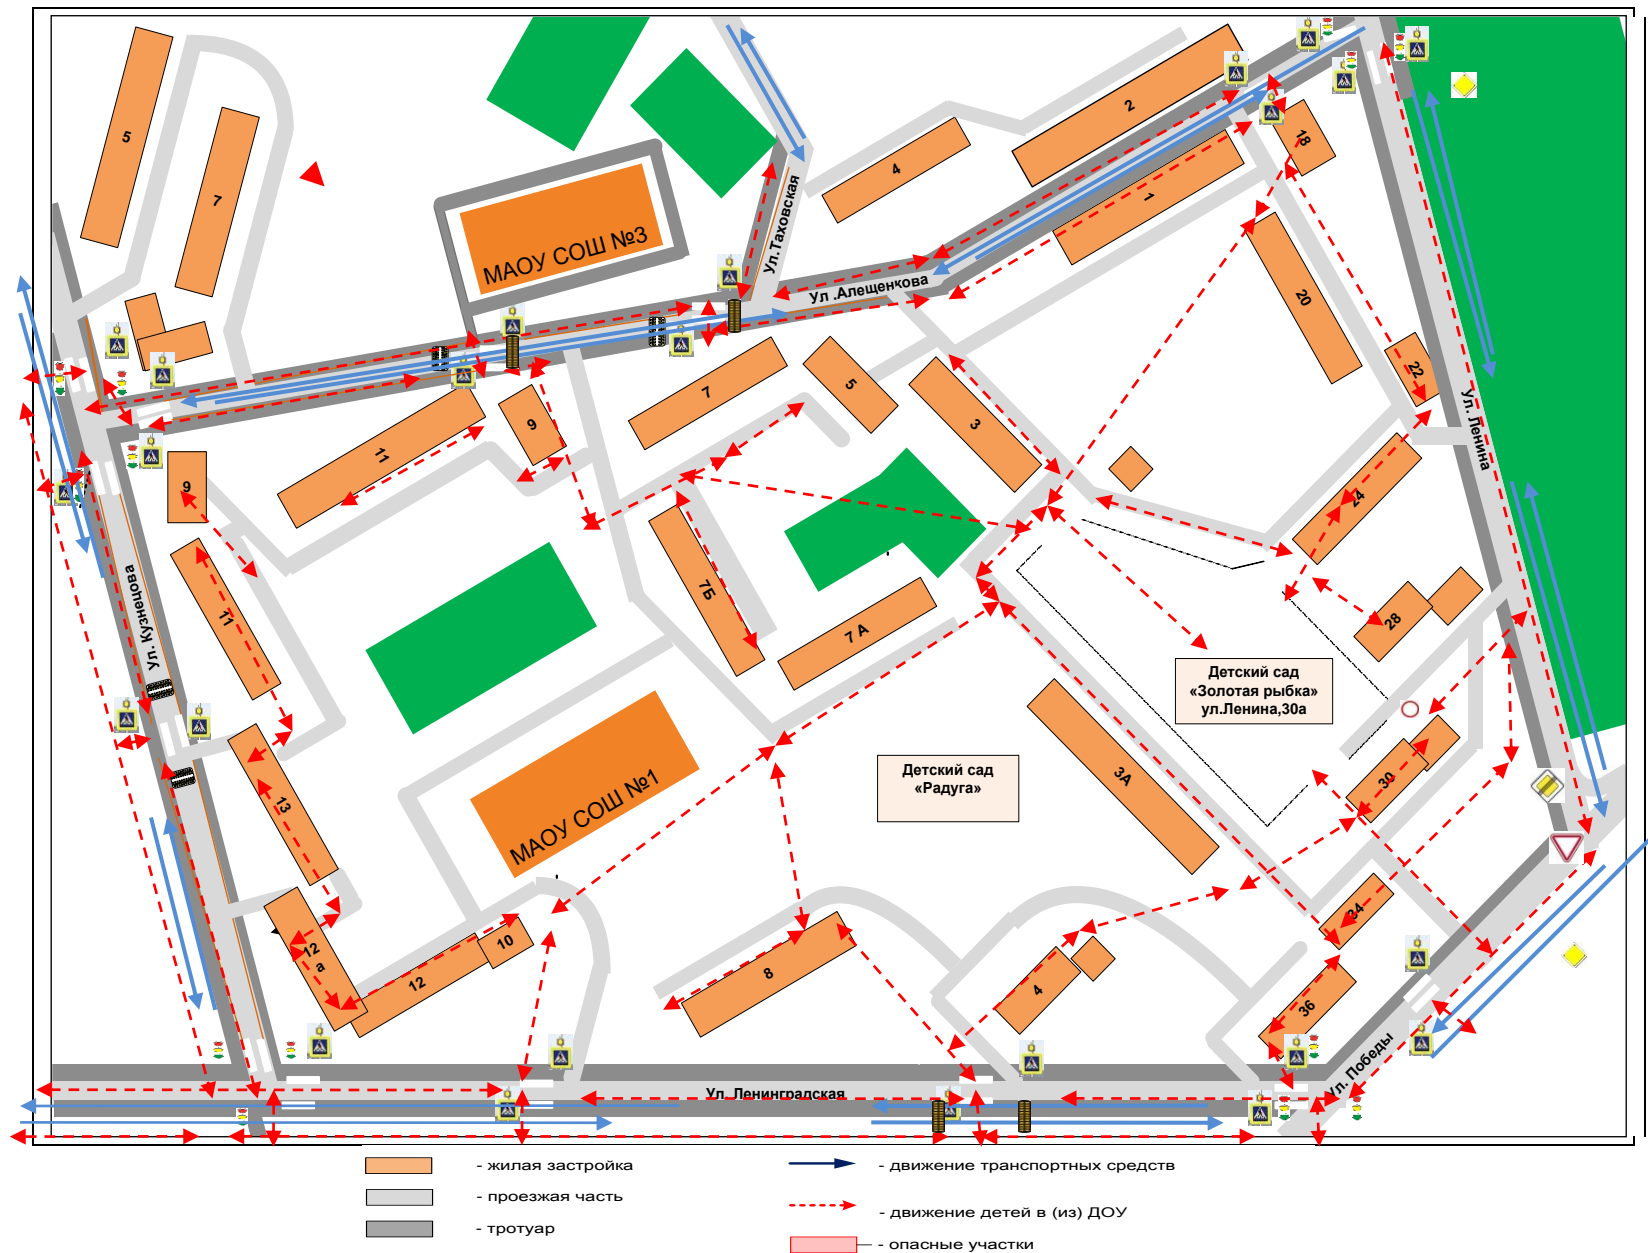 5
7
2
18
4
1
МАОУ СОШ №3
Ул.Таховская
Ул .Алещенкова
20
22
5
7
3
9
11
9
Ул. Ленина
24
Ул. Кузнецова
11
7Б
7 А
28
Детский сад
«Золотая рыбка»
ул.Ленина,30а
Детский сад
«Радуга»
3А
30
13
МАОУ СОШ №1
34
12
а
10
12
8
4
36
Ул. Ленинградская
Ул. Победы
- жилая застройка
- проезжая часть
- тротуар
- движение транспортных средств
- движение детей в (из) ДОУ
- опасные участки